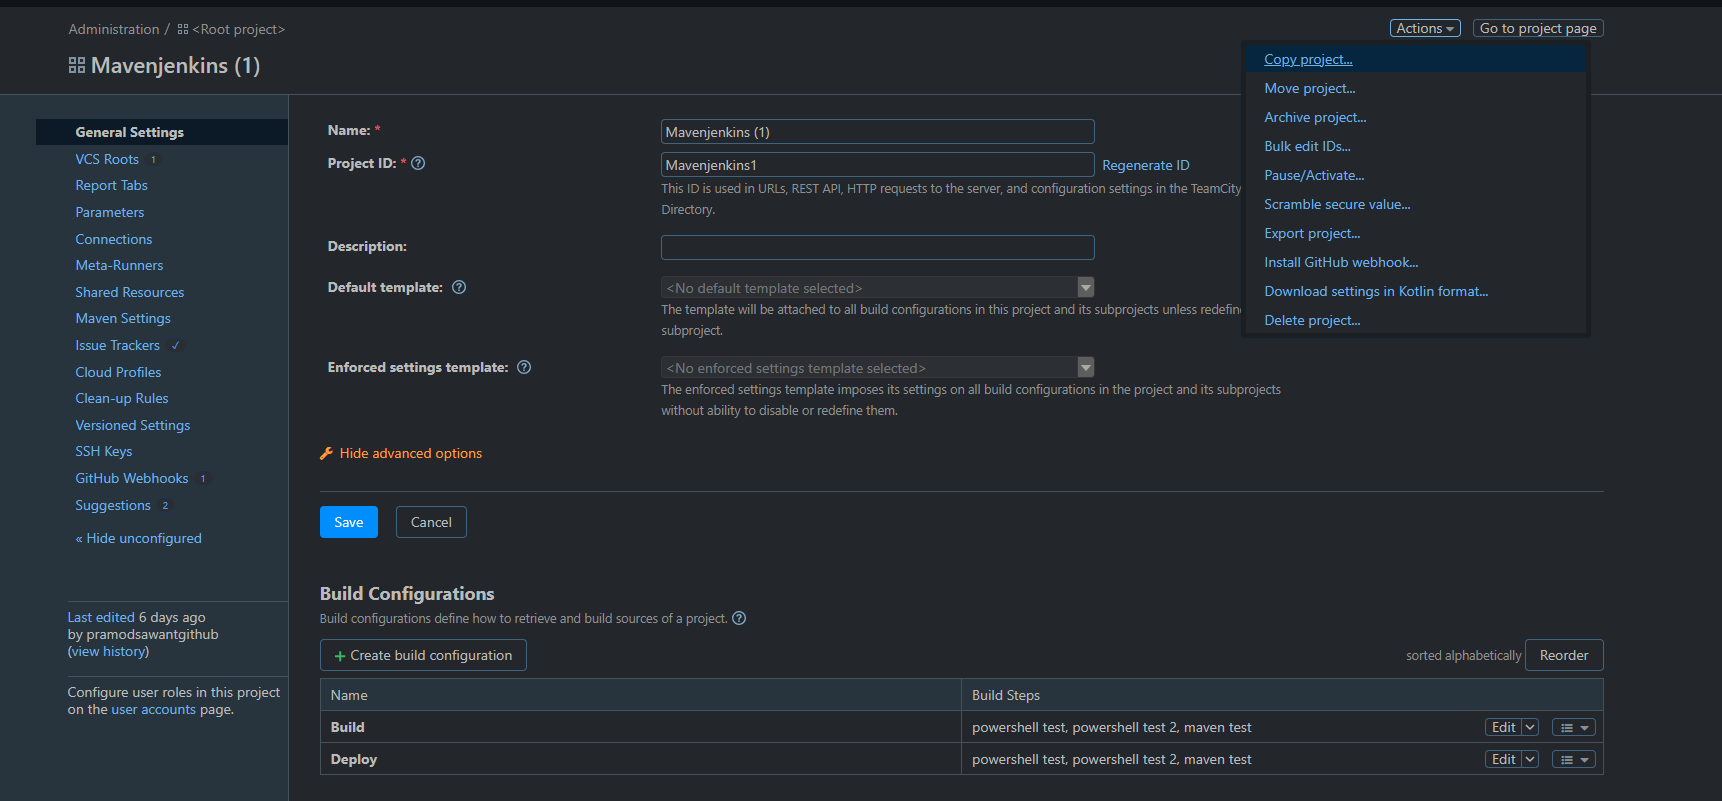 Administration / <Root project>
Actions
Go to project page
Mavenjenkins (1)
Copy project...
Move project...
Archive project...
Bulk edit IDs...
Pause/Activate...
Scramble secure value...
Export project...
Install GitHub webhook...
Download settings in Kotlin format...
Delete project...
General Settings
VCS Roots 1
Report Tabs
Parameters
Connections
Meta-Runners
Shared Resources
Maven Settings
Issue Trackers ✓
Cloud Profiles
Clean-up Rules
Versioned Settings
SSH Keys
GitHub Webhooks 1
Suggestions 2
« Hide unconfigured
Last edited 6 days ago
by pramodsawantgithub
(view history)
Configure user roles in this project
on the user accounts page.
Name: *
Mavenjenkins (1)
Project ID: * ?
Mavenjenkins1
Regenerate ID
This ID is used in URLs, REST API, HTTP requests to the server, and configuration settings in the TeamCity
Directory.
Description:
Default template: ?
<No default template selected>
The template will be attached to all build configurations in this project and its subprojects unless redefine
subproject.
Enforced settings template: ?
<No enforced settings template selected>
The enforced settings template imposes its settings on all build configurations in the project and its subprojects
without ability to disable or redefine them.
Hide advanced options
Save
Cancel
Build Configurations
Build configurations define how to retrieve and build sources of a project. ?
+ Create build configuration
sorted alphabetically
Reorder
Name
Build Steps
Build
powershell test, powershell test 2, maven test
Edit
Deploy
powershell test, powershell test 2, maven test
Edit